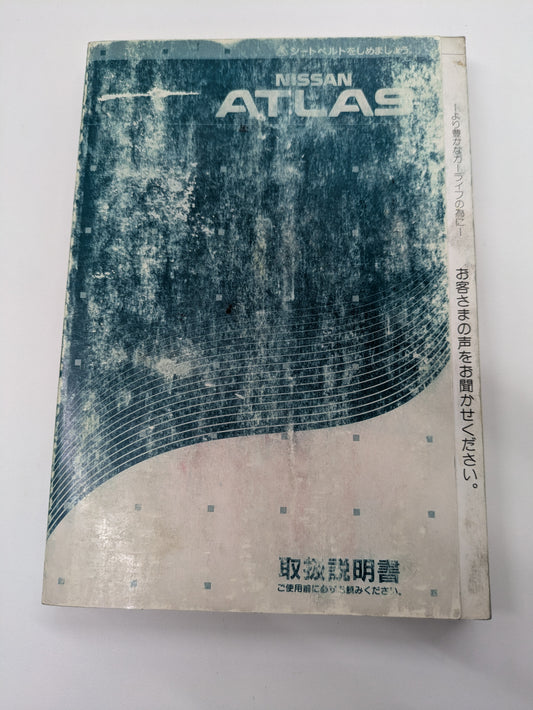 シートベルトをしめましょう。
NISSAN
ATLAS
ーより豊かなカーライフの為にー
お客さまの声をお聞かせください。
取扱説明書
ご使用前に必ずお読みください。